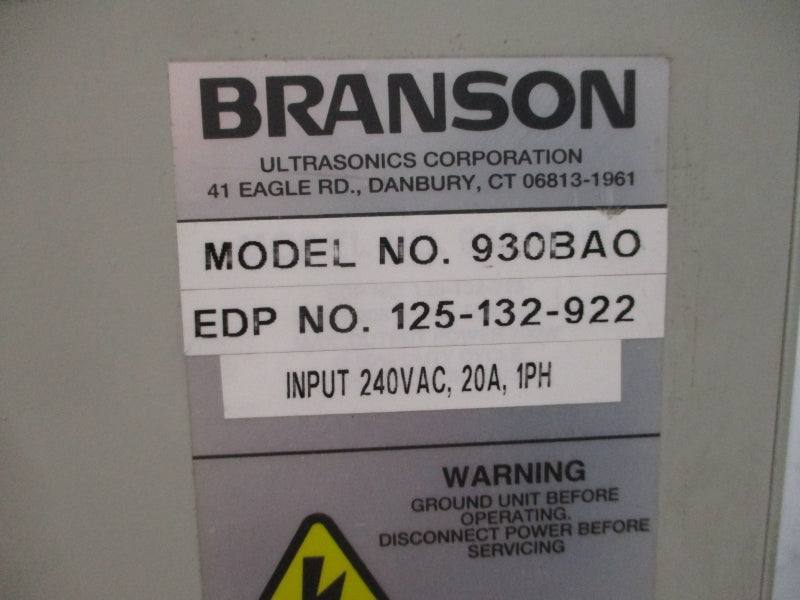 BRANSON
ULTRASONICS CORPORATION
41 EAGLE RD., DANBURY, CT 06813-1961
MODEL NO. 930BAO
EDP NO. 125-132-922
INPUT 240VAC, 20A, 1PH
WARNING
GROUND UNIT BEFORE
OPERATING.
DISCONNECT POWER BEFORE
SERVICING